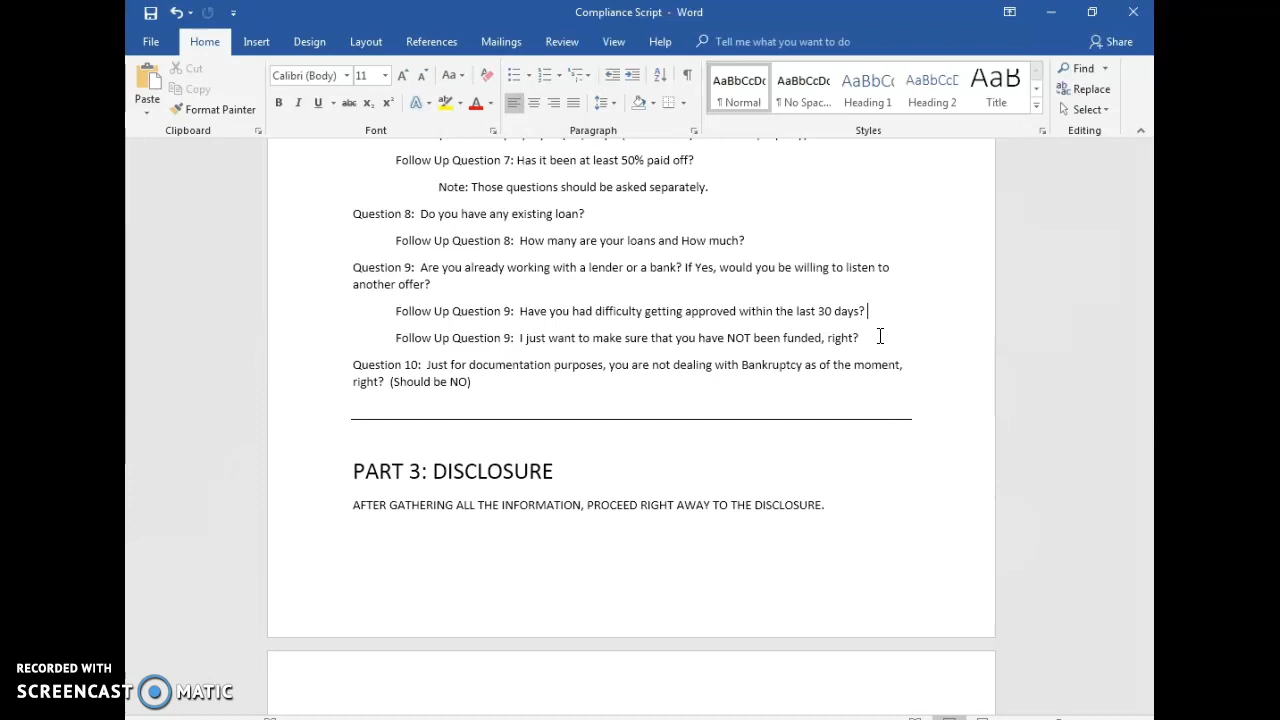 Compliance Script - Word
File Home Insert Design Layout References Mailings Review View Help Tell me what you want to do Share
Paste
Cut
Copy
Format Painter
Clipboard
Calibri (Body) 11
Font
Paragraph
AaBbCcDc AaBbCcDc AaBbCc AaBbCcD AaB
¶ Normal ¶ No Spac... Heading 1 Heading 2 Title
Styles
Find
Replace
Select
Editing
Follow Up Question 7: Has it been at least 50% paid off?
Note: Those questions should be asked separately.
Question 8: Do you have any existing loan?
Follow Up Question 8: How many are your loans and How much?
Question 9: Are you already working with a lender or a bank? If Yes, would you be willing to listen to
another offer?
Follow Up Question 9: Have you had difficulty getting approved within the last 30 days?
Follow Up Question 9: I just want to make sure that you have NOT been funded, right?
Question 10: Just for documentation purposes, you are not dealing with Bankruptcy as of the moment,
right? (Should be NO)
PART 3: DISCLOSURE
AFTER GATHERING ALL THE INFORMATION, PROCEED RIGHT AWAY TO THE DISCLOSURE.
RECORDED WITH
SCREENCAST MATIC